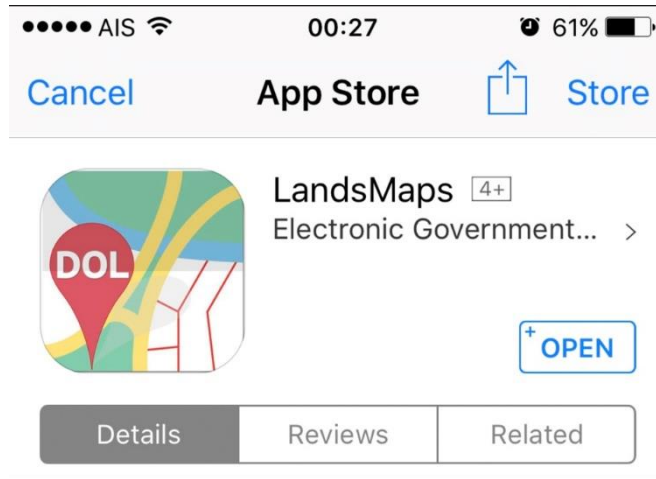 AIS 00:27 61%
Cancel App Store Store
LandsMaps 4+
Electronic Government... >
DOL
+ OPEN
Details Reviews Related